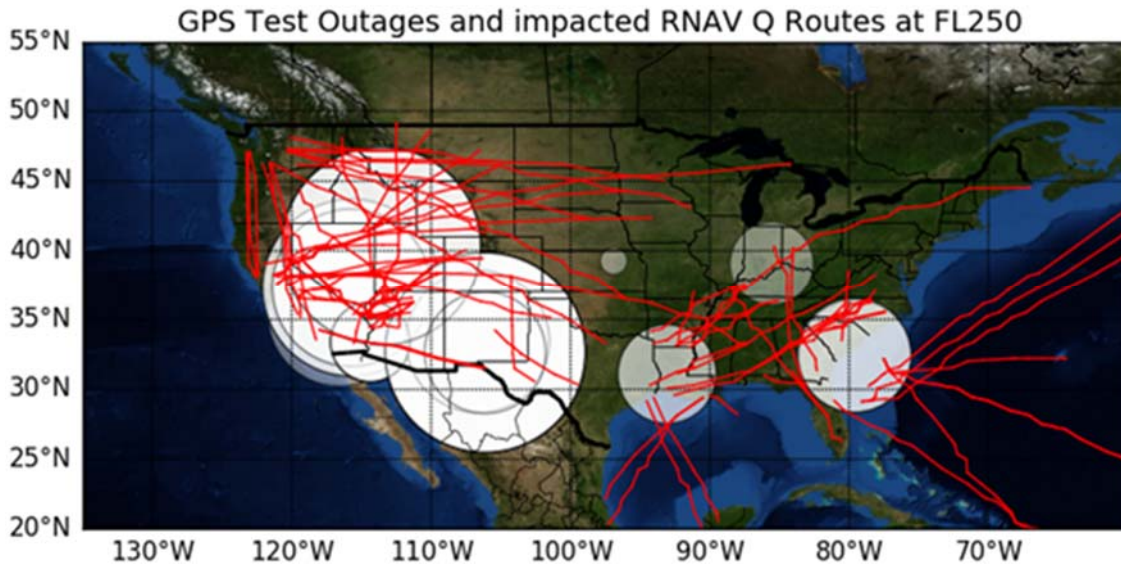 GPS Test Outages and impacted RNAV Q Routes at FL250
55°N
50°N
45°N
40°N
35°N
30°N
25°N
20°N
130°W 120°W 110°W 100°W 90°W 80°W 70°W